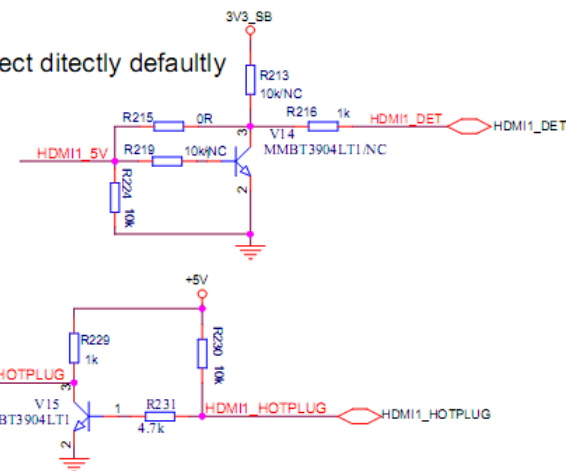 3V3_SB
ect ditectly defaultly
R213
10k/NC
R215 0R
R216 1k
HDMI1_DET
HDMI1_DET
3
V14
MMBT3904LT1/NC
HDMI1_5V
R219 10k/NC
R224 10k
2
+5V
R229
1k
R230 10k
HOTPLUG
3
V15
BT3904LT1
1
R231
4.7k
HDMI1_HOTPLUG
HDMI1_HOTPLUG
2